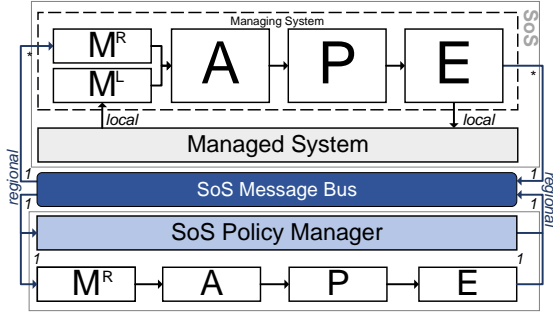 Managing System
SoS
M^R
M^L
A
P
E
*
*
local
local
Managed System
regional
regional
1
1
SoS Message Bus
1
1
SoS Policy Manager
1
1
M^R
A
P
E